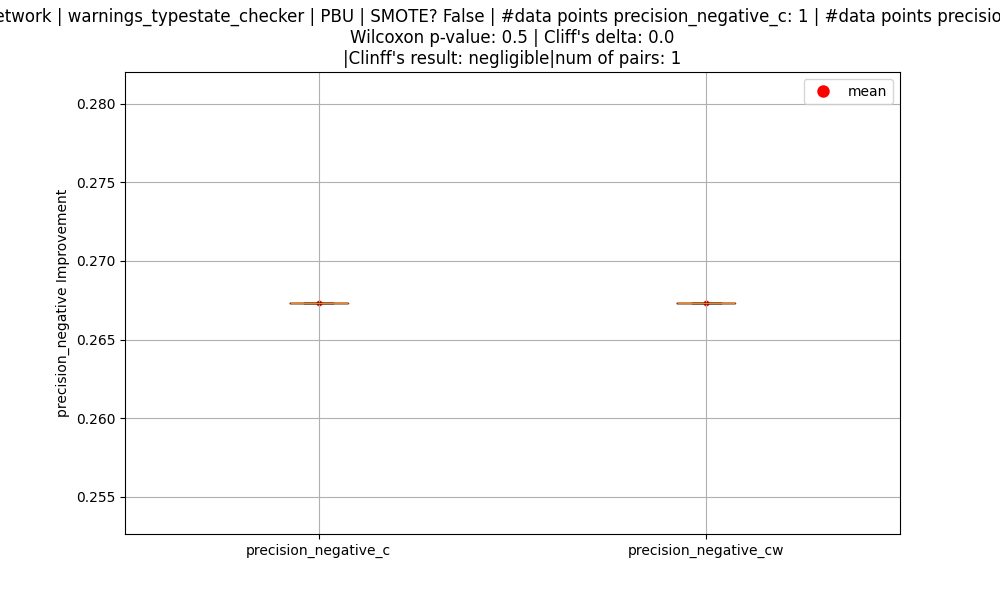 | warnings_typestate_checker | PBU | SMOTE? False | #data points precision_negative_c: 1 | #data points
Wilcoxon p-value: 0.5 | Cliff's delta: 0.0
|Clinff's result: negligible|num of pairs: 1
mean
0.280
0.275
0.270
0.265
0.260
0.255
precision_negative Improvement
precision_negative_c
precision_negative_cw